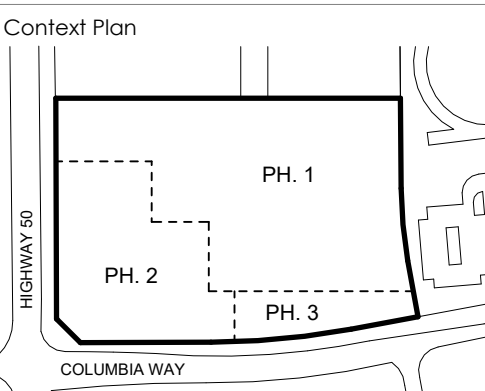 Context Plan
PH. 1
HIGHWAY 50
PH. 2
PH. 3
COLUMBIA WAY